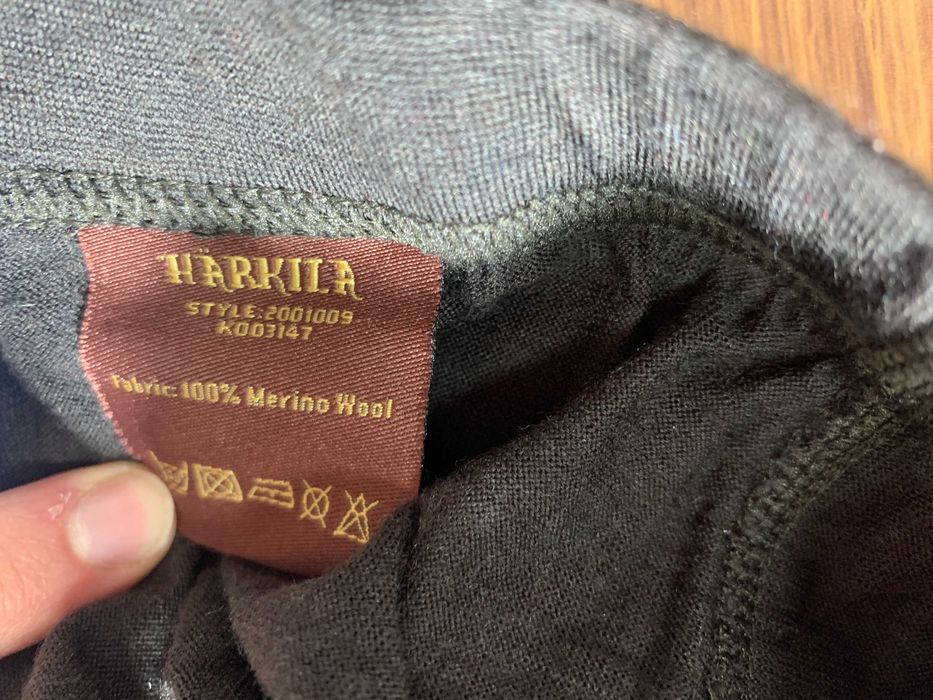 HÄRKILA
STYLE:2001009
K003147
Fabric: 100% Merino Wool